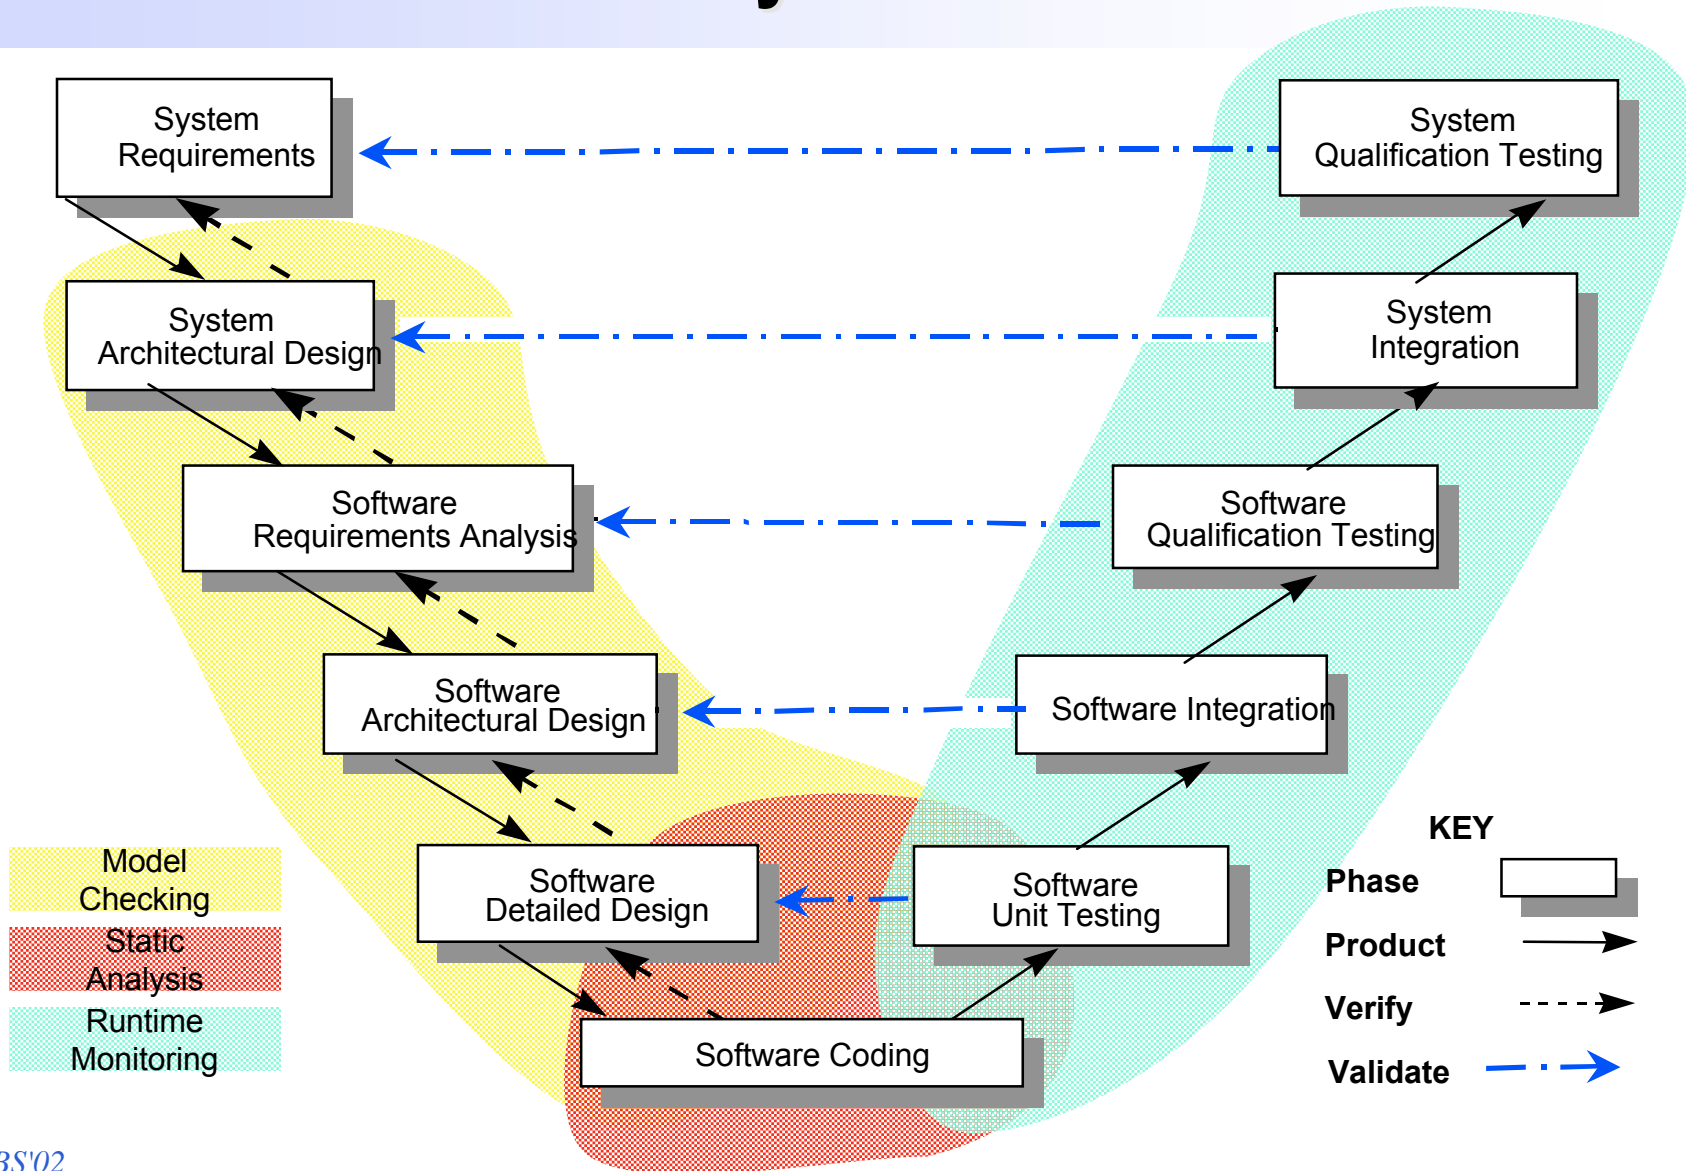 System
Requirements
System
Qualification Testing
System
Architectural Design
System
Integration
Software
Requirements Analysis
Software
Qualification Testing
Software
Architectural Design
Software Integration
Software
Detailed Design
Software
Unit Testing
Software Coding
Model
Checking
Static
Analysis
Runtime
Monitoring
KEY
Phase
Product
Verify
Validate
BS'02